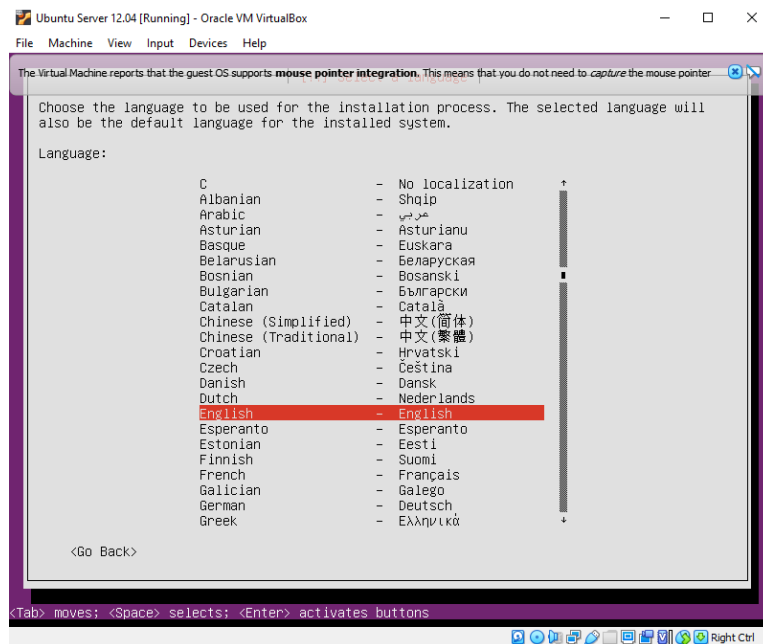 Ubuntu Server 12.04 [Running] - Oracle VM VirtualBox
File Machine View Input Devices Help
The Virtual Machine reports that the guest OS supports mouse pointer integration. This means that you do not need to capture the mouse pointer
Choose the language to be used for the installation process. The selected language will
also be the default language for the installed system.
Language:
C - No localization
Albanian - Shqip
Arabic - عربي
Asturian - Asturianu
Basque - Euskara
Belarusian - Беларуская
Bosnian - Bosanski
Bulgarian - Български
Catalan - Català
Chinese (Simplified) - 中文(简体)
Chinese (Traditional) - 中文(繁體)
Croatian - Hrvatski
Czech - Čeština
Danish - Dansk
Dutch - Nederlands
English - English
Esperanto - Esperanto
Estonian - Eesti
Finnish - Suomi
French - Français
Galician - Galego
German - Deutsch
Greek - Ελληνικά
<Go Back>
<Tab> moves; <Space> selects; <Enter> activates buttons
Right Ctrl